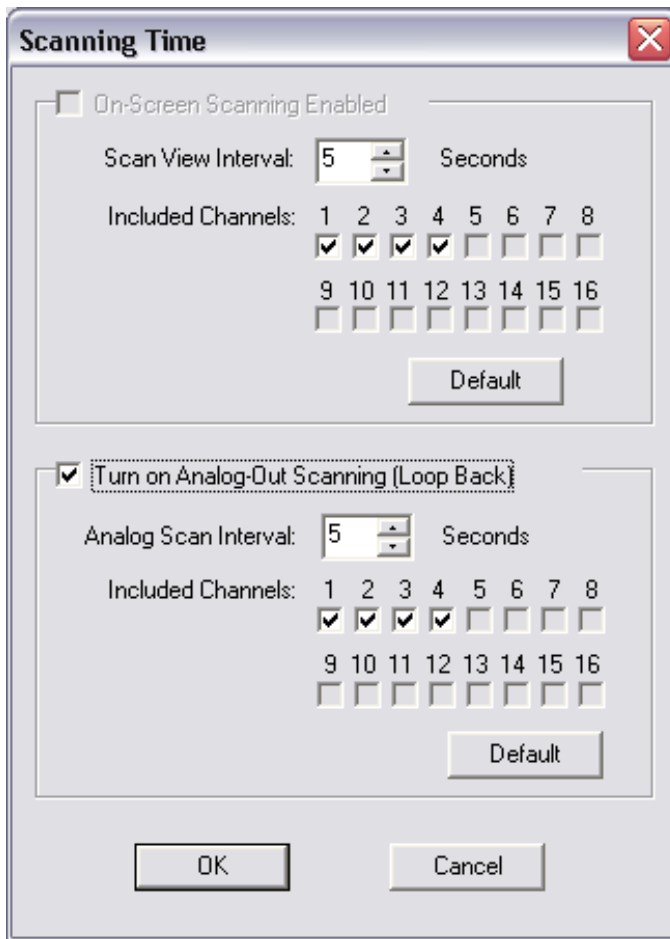 Scanning Time
On-Screen Scanning Enabled
Scan View Interval: 5 Seconds
Included Channels: 1 2 3 4 5 6 7 8
9 10 11 12 13 14 15 16
Default
Turn on Analog-Out Scanning (Loop Back)
Analog Scan Interval: 5 Seconds
Included Channels: 1 2 3 4 5 6 7 8
9 10 11 12 13 14 15 16
Default
OK Cancel